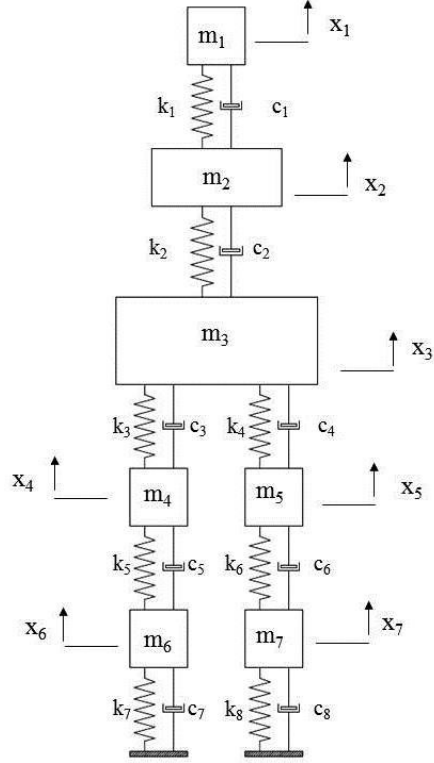 m₁ x₁
k₁ c₁
m₂ x₂
k₂ c₂
m₃ x₃
k₃ c₃ k₄ c₄
x₄ m₄ m₅ x₅
k₅ c₅ k₆ c₆
x₆ m₆ m₇ x₇
k₇ c₇ k₈ c₈